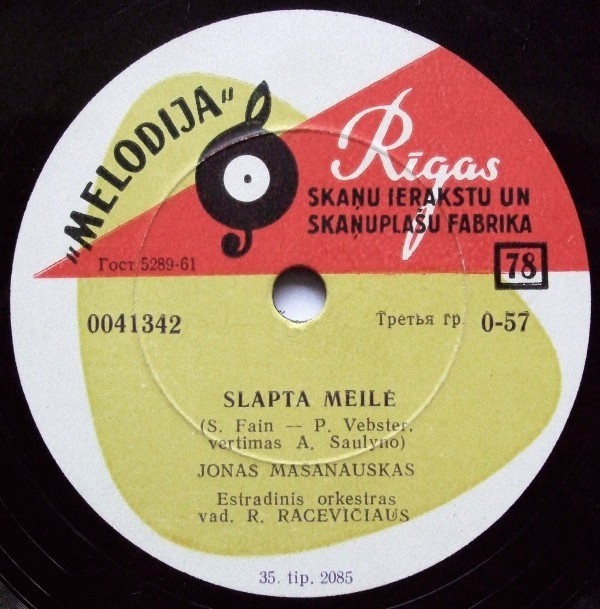 „MELODIJA"
Rīgas
SKAŅU IERAKSTU UN
SKAŅUPLAŠU FABRIKA
Гост 5289-61
78
0041342
Третья гр. 0-57
SLAPTA MEILĖ
(S. Fain — P. Vebster,
vertimas A. Saulyno)
JONAS MASANAUSKAS
Estradinis orkestras
vad. R. RACEVIČIAUS
35. tip. 2085